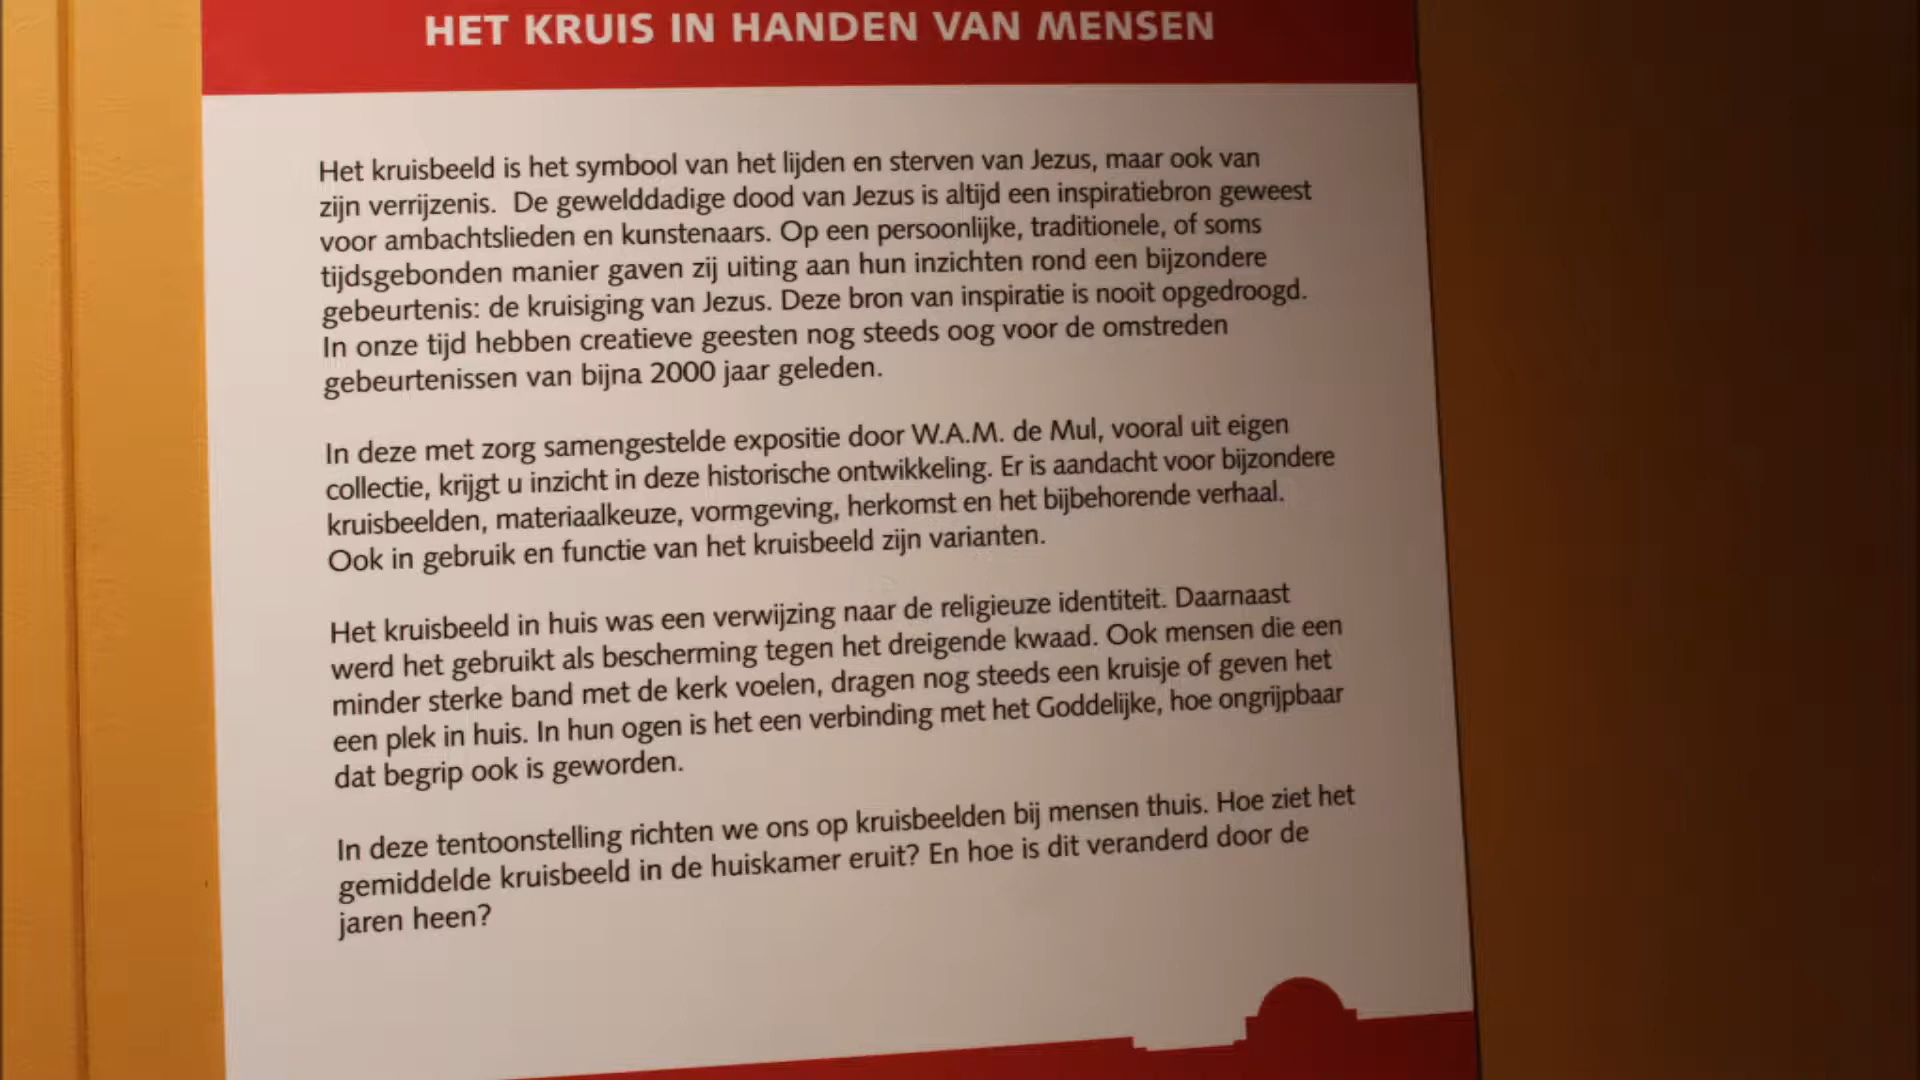 HET KRUIS IN HANDEN VAN MENSEN
Het kruisbeeld is het symbool van het lijden en sterven van Jezus, maar ook van
zijn verrijzenis. De gewelddadige dood van Jezus is altijd een inspiratiebron geweest
voor ambachtslieden en kunstenaars. Op een persoonlijke, traditionele, of soms
tijdsgebonden manier gaven zij uiting aan hun inzichten rond een bijzondere
gebeurtenis: de kruisiging van Jezus. Deze bron van inspiratie is nooit opgedroogd.
In onze tijd hebben creatieve geesten nog steeds oog voor de omstreden
gebeurtenissen van bijna 2000 jaar geleden.
In deze met zorg samengestelde expositie door W.A.M. de Mul, vooral uit eigen
collectie, krijgt u inzicht in deze historische ontwikkeling. Er is aandacht voor bijzondere
kruisbeelden, materiaalkeuze, vormgeving, herkomst en het bijbehorende verhaal.
Ook in gebruik en functie van het kruisbeeld zijn varianten.
Het kruisbeeld in huis was een verwijzing naar de religieuze identiteit. Daarnaast
werd het gebruikt als bescherming tegen het dreigende kwaad. Ook mensen die een
minder sterke band met de kerk voelen, dragen nog steeds een kruisje of geven het
een plek in huis. In hun ogen is het een verbinding met het Goddelijke, hoe ongrijpbaar
dat begrip ook is geworden.
In deze tentoonstelling richten we ons op kruisbeelden bij mensen thuis. Hoe ziet het
gemiddelde kruisbeeld in de huiskamer eruit? En hoe is dit veranderd door de
jaren heen?